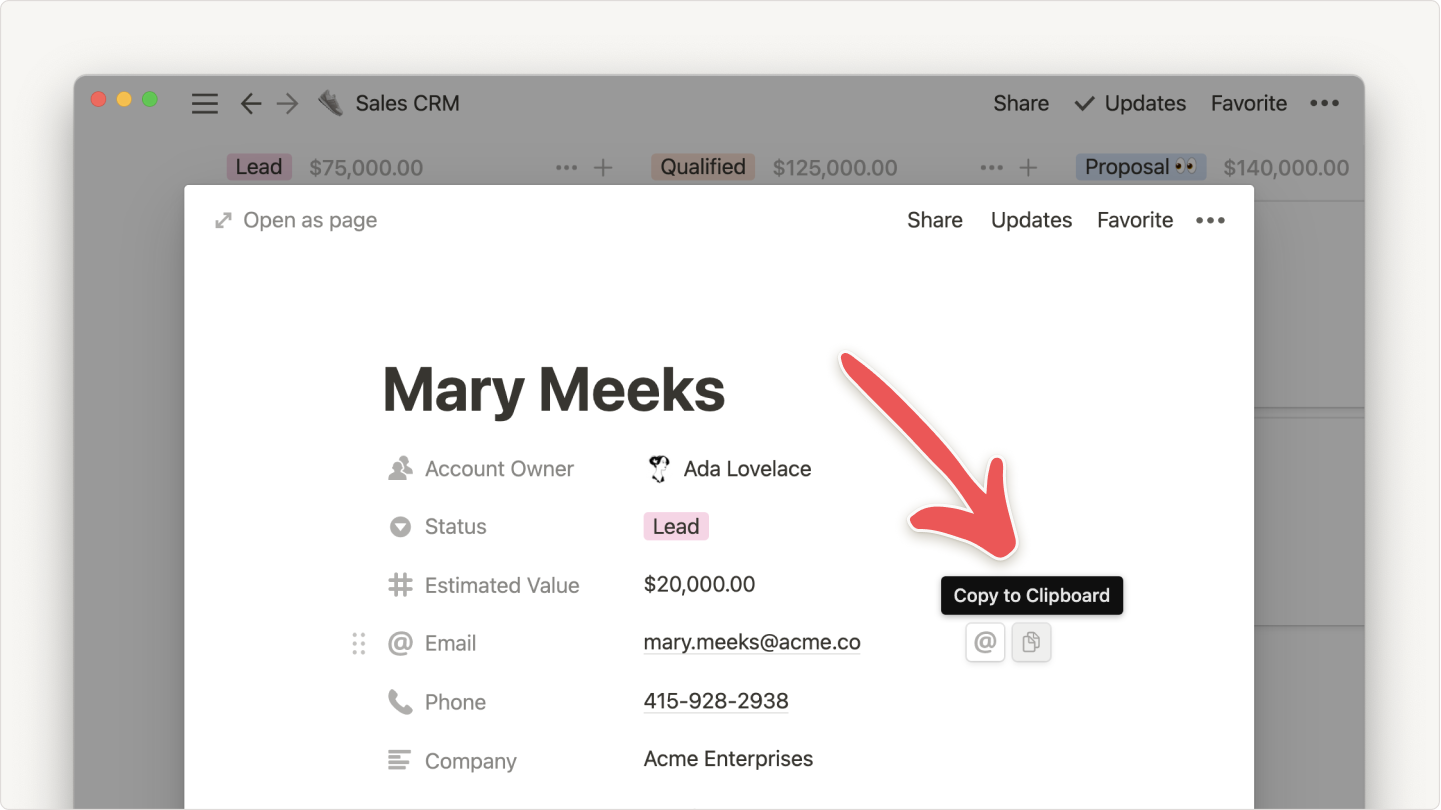 Sales CRM Share Updates Favorite
Lead $75,000.00 Qualified $125,000.00 Proposal 👀 $140,000.00
Open as page Share Updates Favorite
Mary Meeks
Account Owner Ada Lovelace
Status Lead
Estimated Value $20,000.00
Copy to Clipboard
Email mary.meeks@acme.co @
Phone 415-928-2938
Company Acme Enterprises